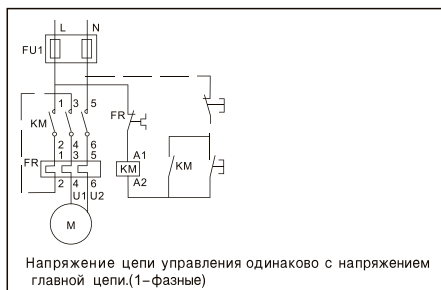 L N
FU1
1 3 5
FR
KM
2 4 6
1 3 5
FR
A1
KM
KM
A2
2 4 6
U1 U2
M
Напряжение цепи управления одинаково с напряжением
главной цепи.(1–фазные)